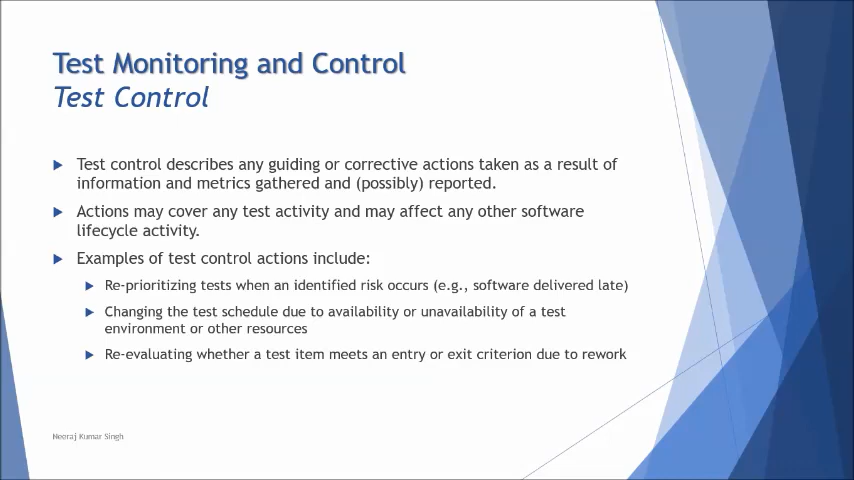 Test Monitoring and Control
Test Control
Test control describes any guiding or corrective actions taken as a result of
information and metrics gathered and (possibly) reported.
Actions may cover any test activity and may affect any other software
lifecycle activity.
Examples of test control actions include:
Re-prioritizing tests when an identified risk occurs (e.g., software delivered late)
Changing the test schedule due to availability or unavailability of a test
environment or other resources
Re-evaluating whether a test item meets an entry or exit criterion due to rework
Neeraj Kumar Singh